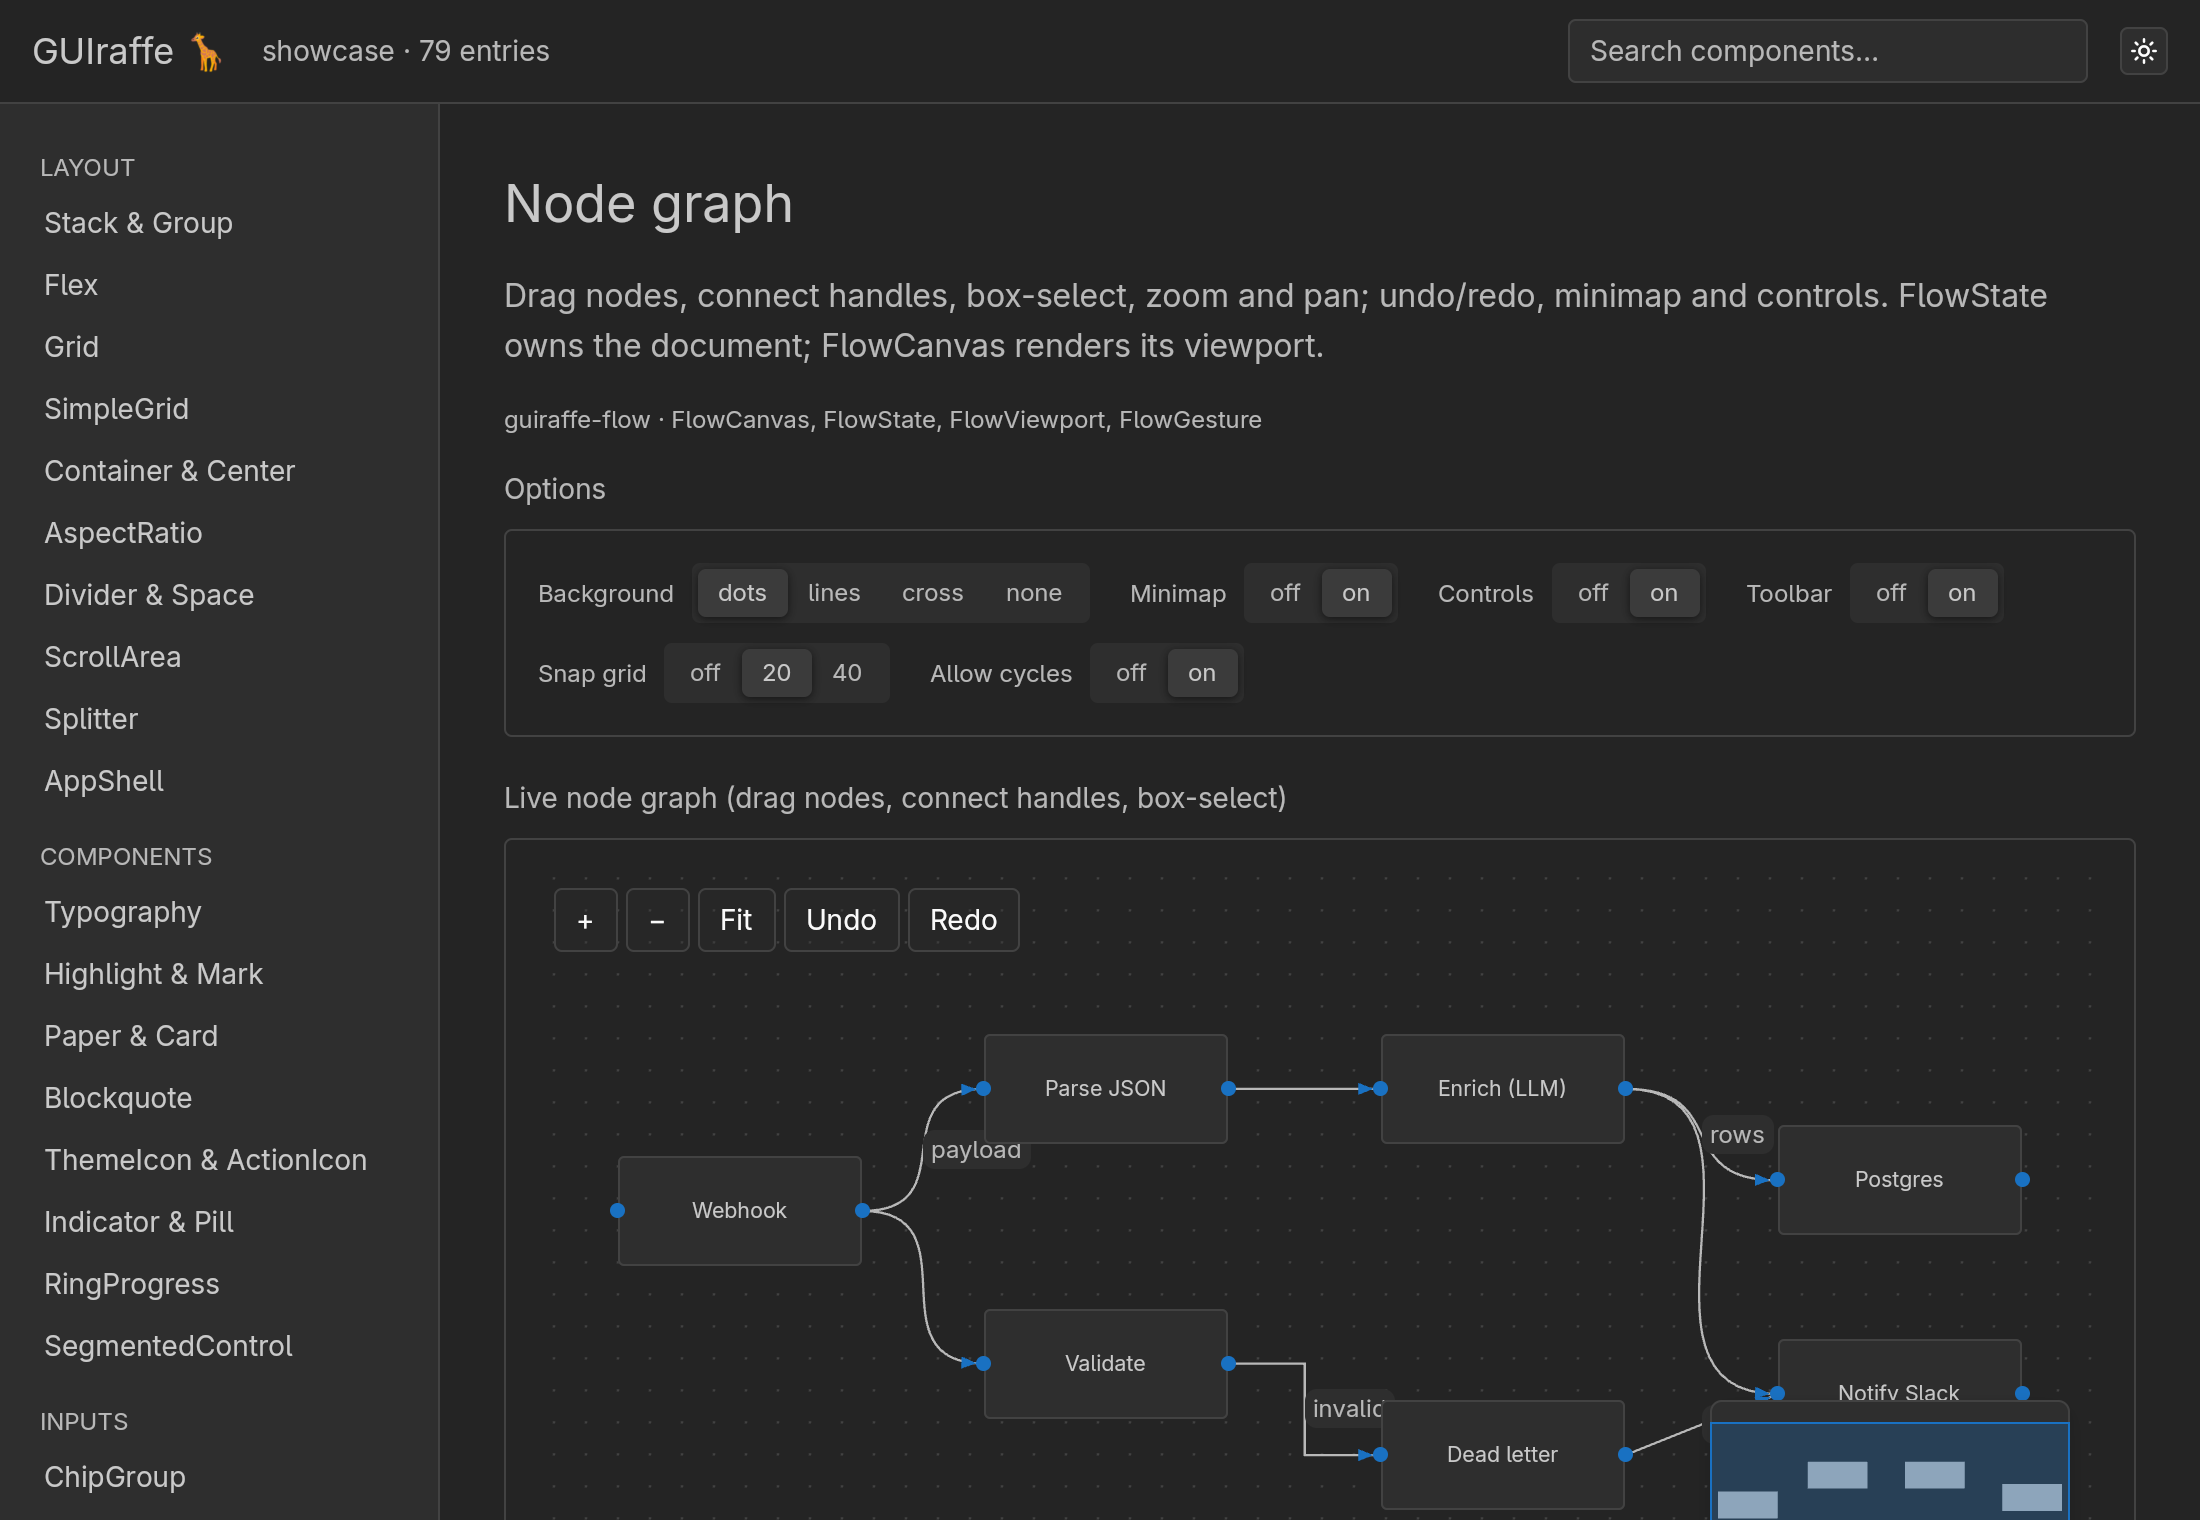 GUIraffe 🦒 showcase · 79 entries
Search components...
LAYOUT
Stack & Group
Flex
Grid
SimpleGrid
Container & Center
AspectRatio
Divider & Space
ScrollArea
Splitter
AppShell
COMPONENTS
Typography
Highlight & Mark
Paper & Card
Blockquote
ThemeIcon & ActionIcon
Indicator & Pill
RingProgress
SegmentedControl
INPUTS
ChipGroup
Node graph
Drag nodes, connect handles, box-select, zoom and pan; undo/redo, minimap and controls. FlowState
owns the document; FlowCanvas renders its viewport.
guiraffe-flow · FlowCanvas, FlowState, FlowViewport, FlowGesture
Options
Background dots lines cross none Minimap off on Controls off on Toolbar off on
Snap grid off 20 40 Allow cycles off on
Live node graph (drag nodes, connect handles, box-select)
+ − Fit Undo Redo
Parse JSON
Enrich (LLM)
rows
payload
Postgres
Webhook
Validate
Notify Slack
invalid
Dead letter